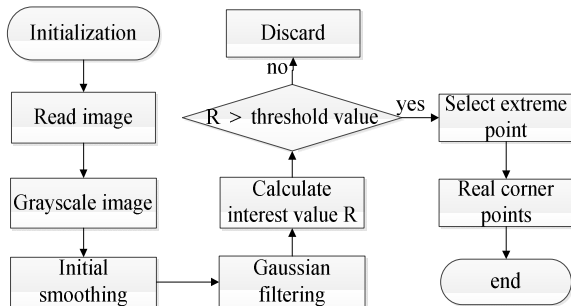 Initialization
Read image
Grayscale image
Initial
smoothing
Gaussian
filtering
Calculate
interest value R
R > threshold value
no
Discard
yes
Select extreme
point
Real corner
points
end